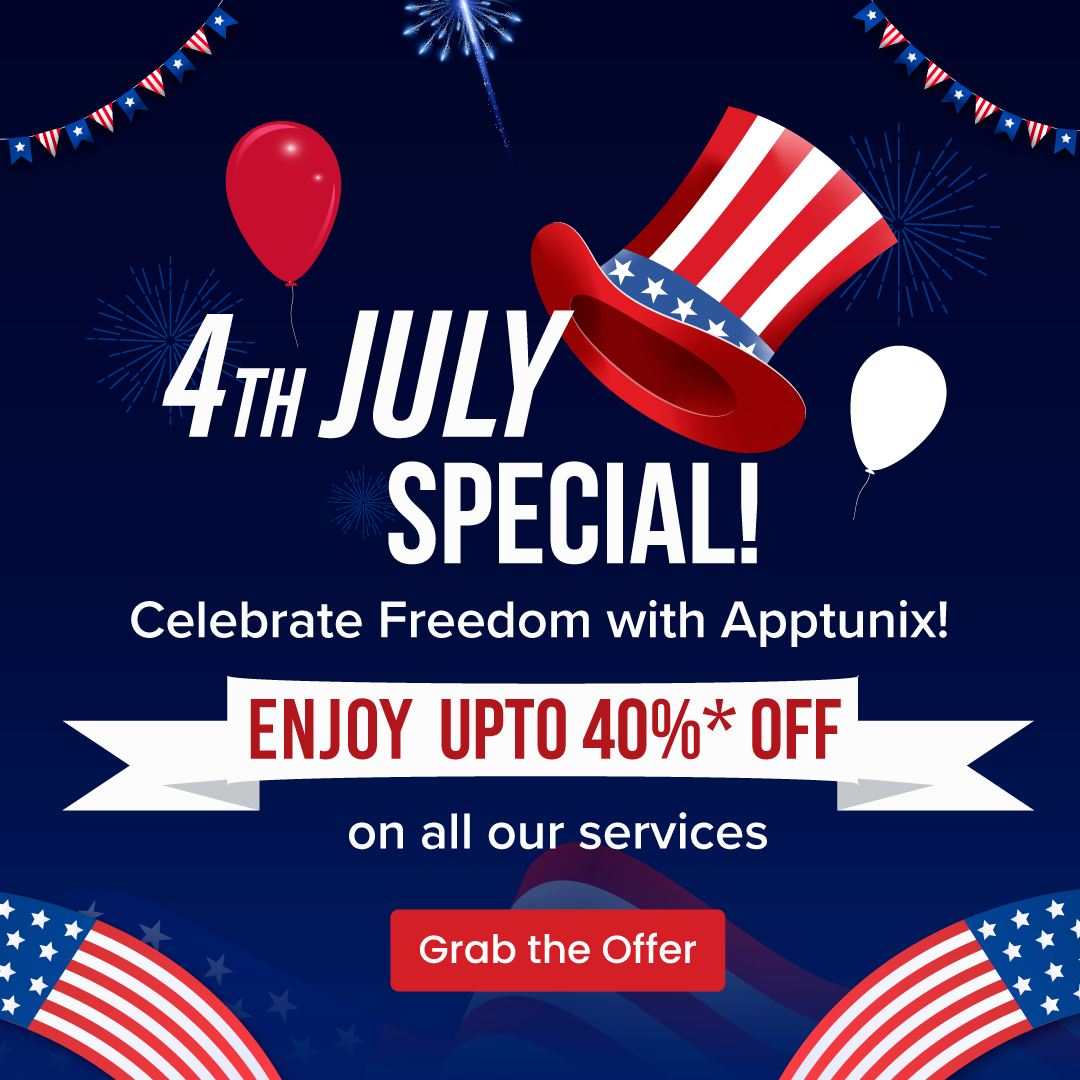 4TH JULY
SPECIAL!
Celebrate Freedom with Apptunix!
ENJOY UPTO 40%* OFF
on all our services
Grab the Offer